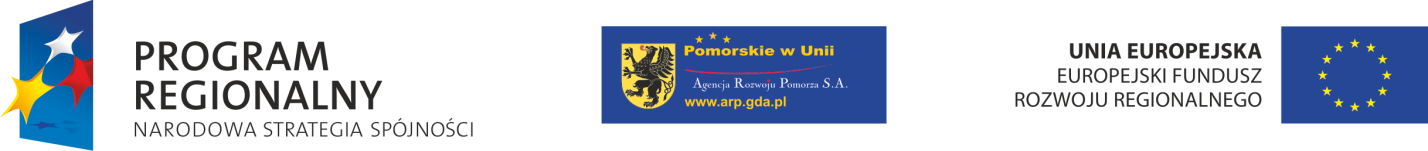 PROGRAM
REGIONALNY
NARODOWA STRATEGIA SPÓJNOŚCI
Pomorskie w Unii
Agencja Rozwoju Pomorza S.A.
www.arp.gda.pl
UNIA EUROPEJSKA
EUROPEJSKI FUNDUSZ
ROZWOJU REGIONALNEGO